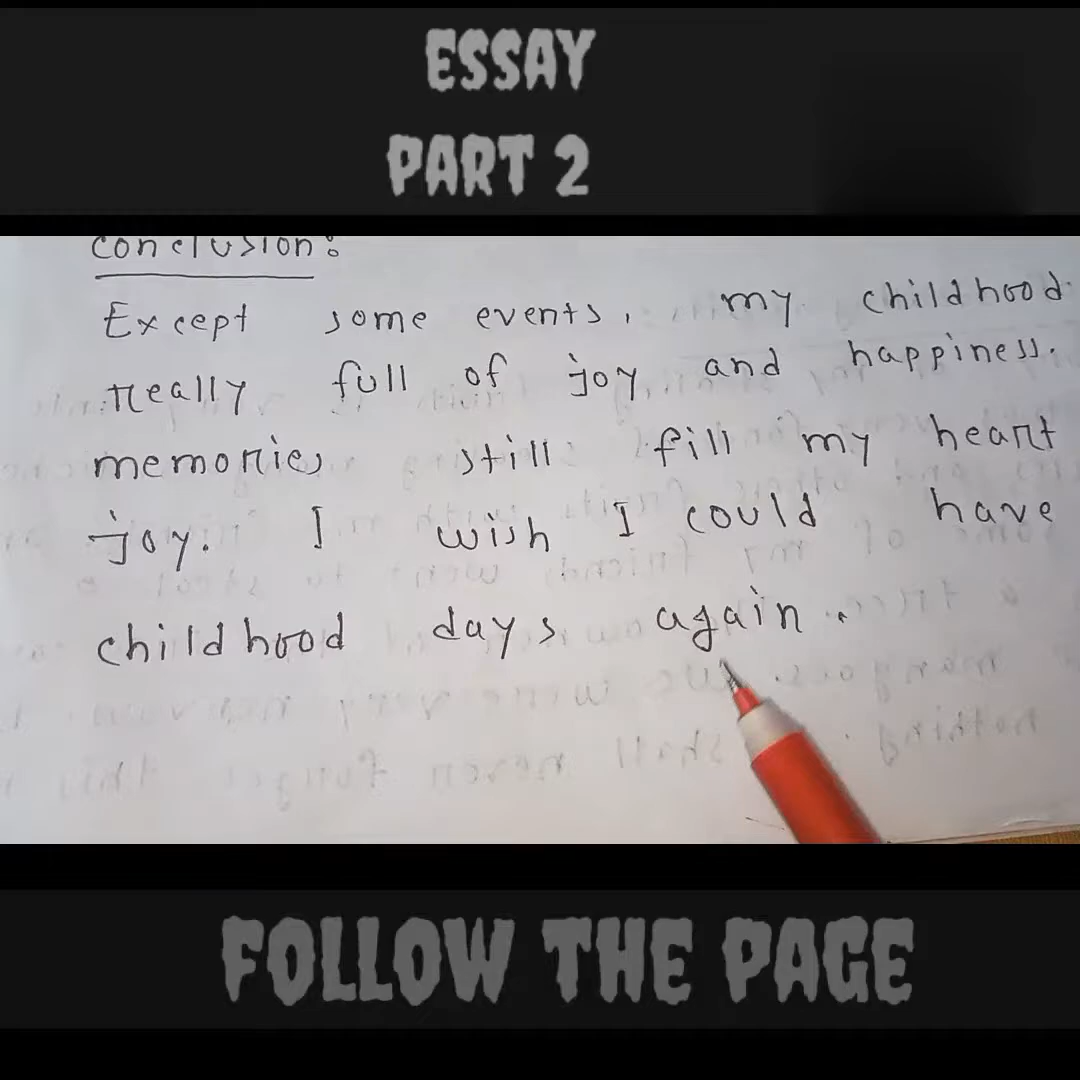 ESSAY
PART 2
Conclusion:
Except some events, my childhood
really full of joy and happiness.
memories still fill my heart
joy. I wish I could have
childhood days again.
FOLLOW THE PAGE